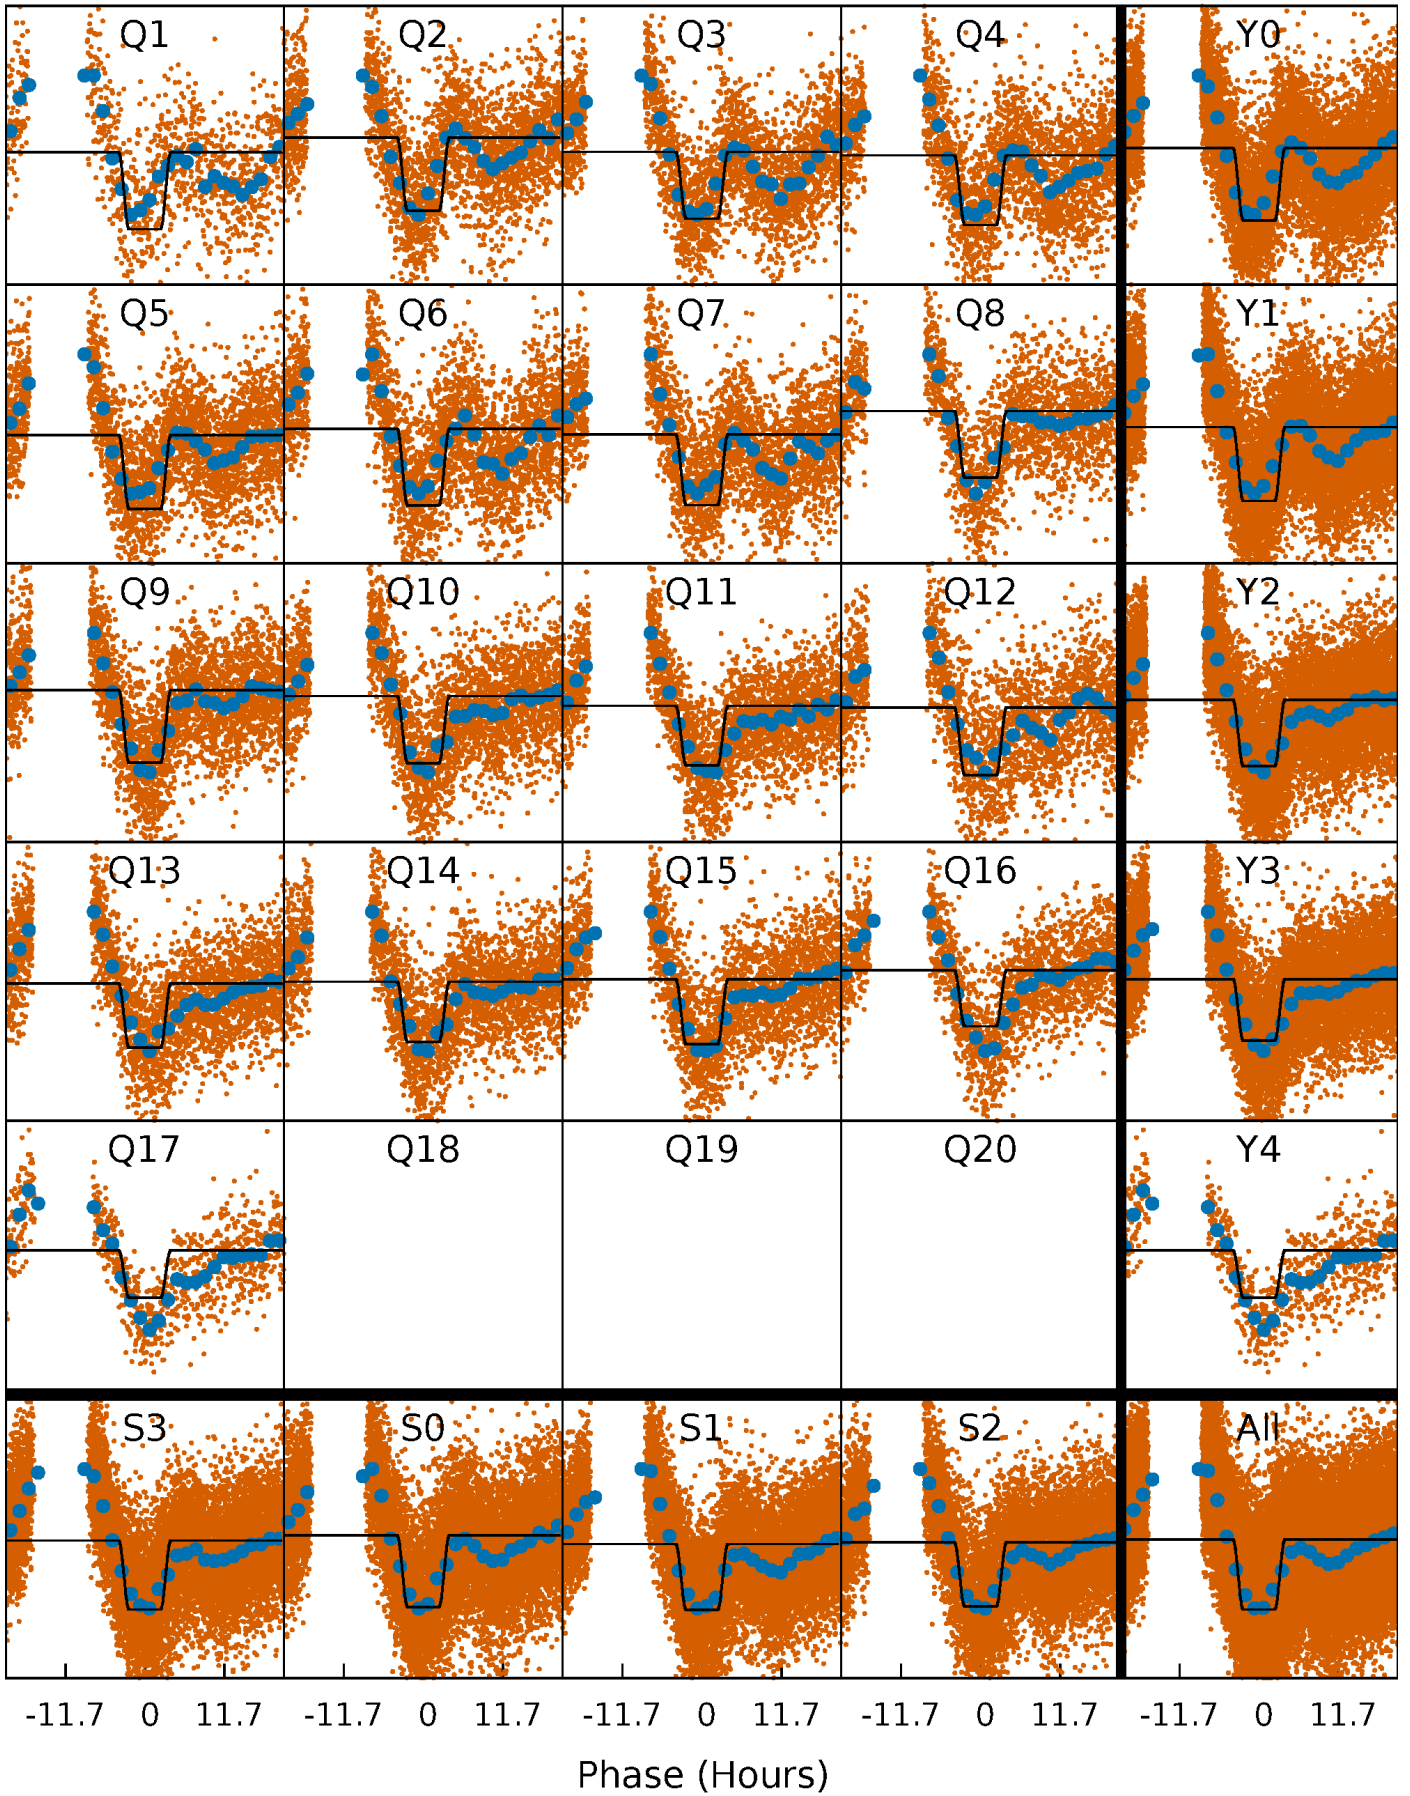 Q1 Q2 Q3 Q4 Y0
Q5 Q6 Q7 Q8 Y1
Q9 Q10 Q11 Q12 Y2
Q13 Q14 Q15 Q16 Y3
Q17 Q18 Q19 Q20 Y4
S3 S0 S1 S2 All
-11.7 0 11.7 -11.7 0 11.7 -11.7 0 11.7 -11.7 0 11.7 -11.7 0 11.7
Phase (Hours)